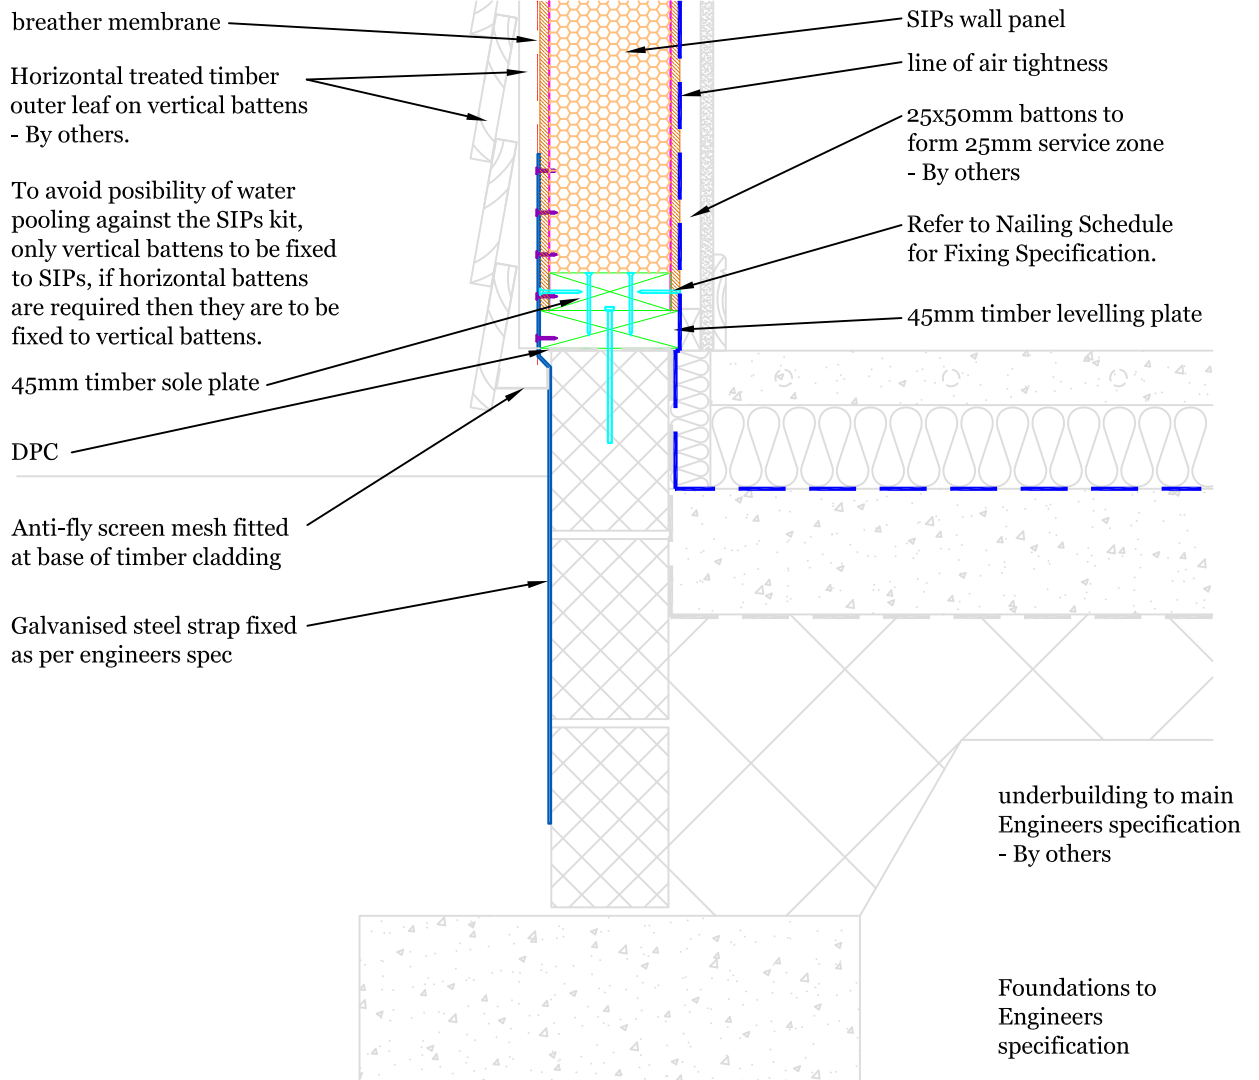 breather membrane
Horizontal treated timber
outer leaf on vertical battens
- By others.
To avoid posibility of water
pooling against the SIPs kit,
only vertical battens to be fixed
to SIPs, if horizontal battens
are required then they are to be
fixed to vertical battens.
45mm timber sole plate
DPC
Anti-fly screen mesh fitted
at base of timber cladding
Galvanised steel strap fixed
as per engineers spec
SIPs wall panel
line of air tightness
25x50mm battons to
form 25mm service zone
- By others
Refer to Nailing Schedule
for Fixing Specification.
45mm timber levelling plate
underbuilding to main
Engineers specification
- By others
Foundations to
Engineers
specification